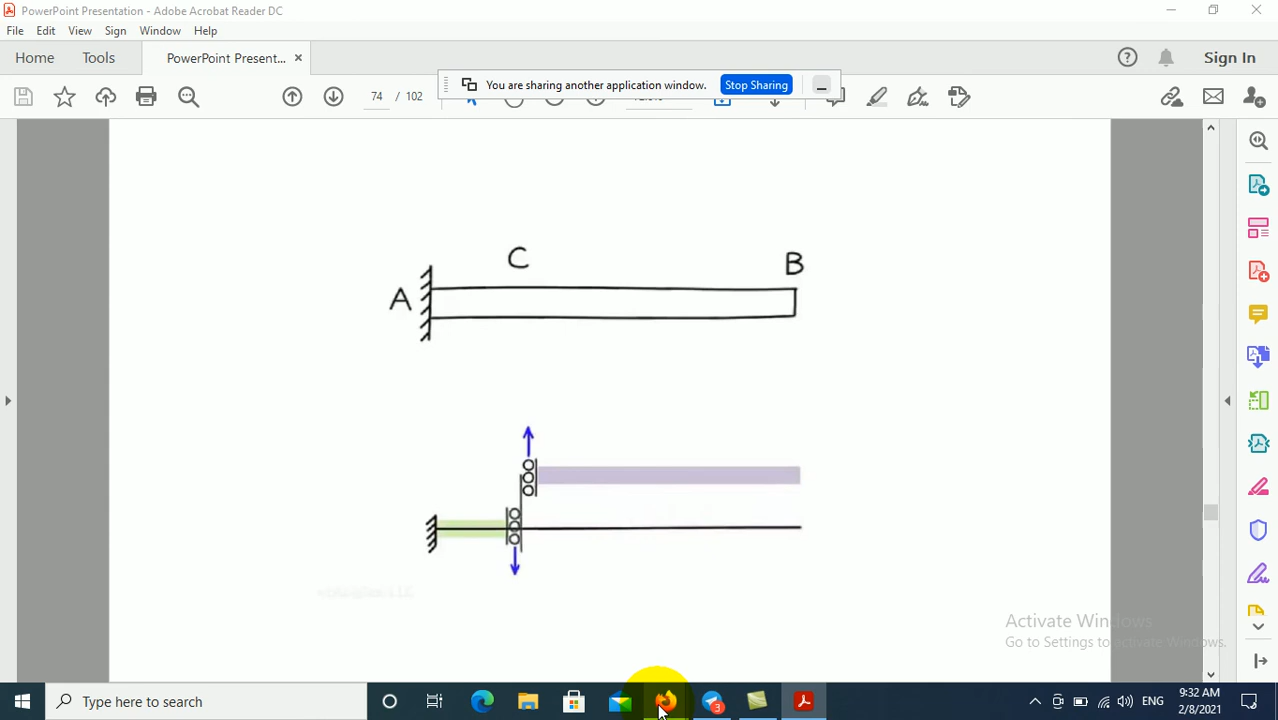 PowerPoint Presentation - Adobe Acrobat Reader DC
File Edit View Sign Window Help
Home Tools PowerPoint Present... Sign In
You are sharing another application window. Stop Sharing
74 / 102
C
B
A
Activate Windows
Go to Settings to activate Windows.
Type here to search
3
ENG
9:32 AM
2/8/2021